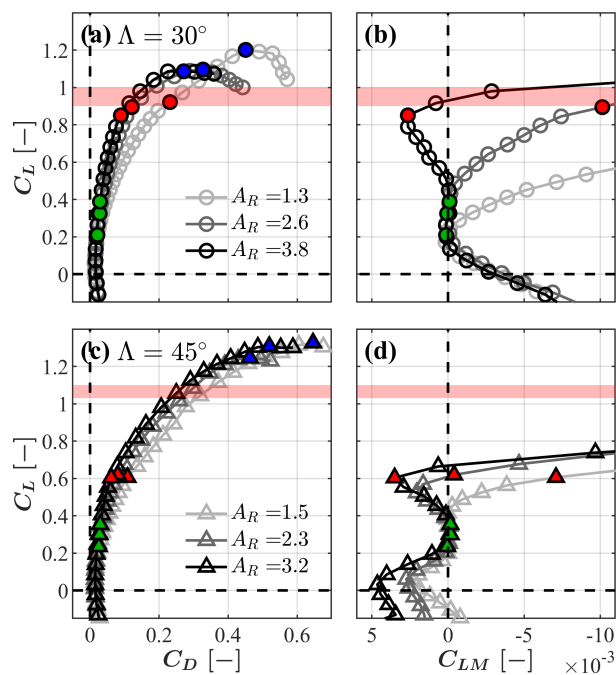 (a) Λ = 30°
(b)
1.2
1
0.8
0.6
0.4
0.2
0
C_L [−]
A_R =1.3
A_R =2.6
A_R =3.8
C_L [−]
(c) Λ = 45°
(d)
1.2
1
0.8
0.6
0.4
0.2
0
C_L [−]
A_R =1.5
A_R =2.3
A_R =3.2
0 0.2 0.4 0.6
5 0 -5 -10
C_D [−]
C_LM [−]
×10⁻³